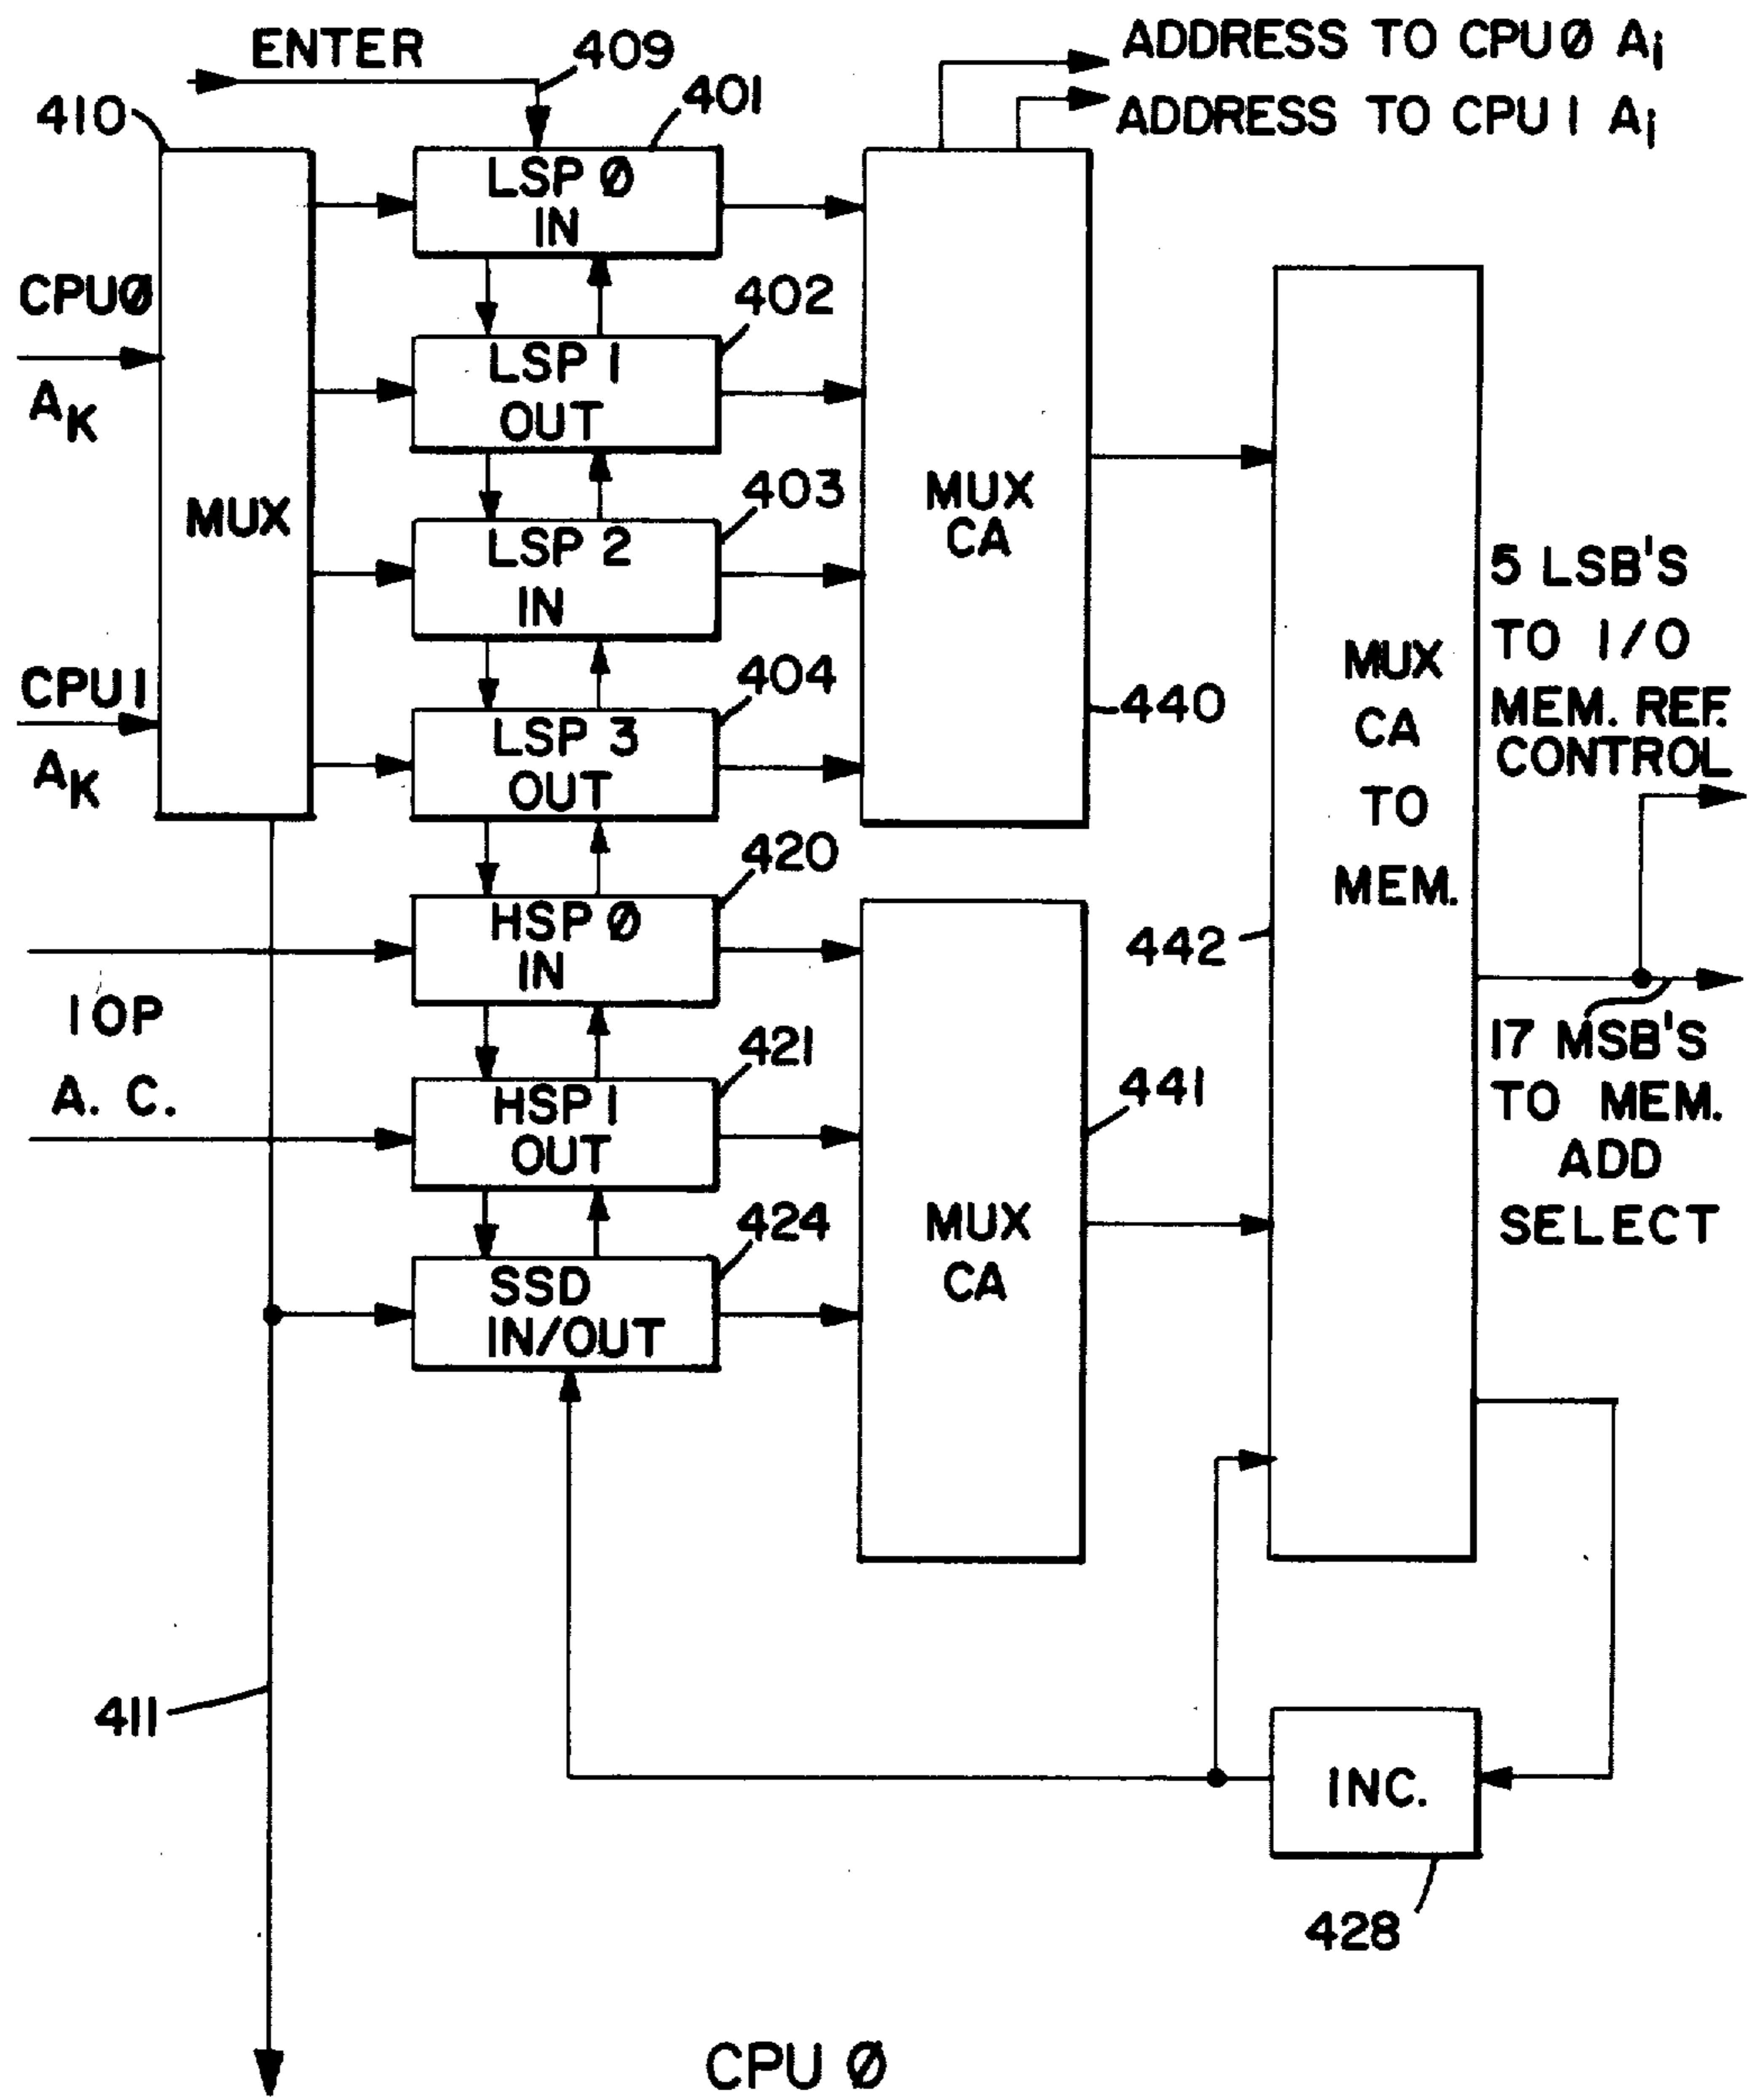 ENTER
409
401
410
ADDRESS TO CPUØ Ai
ADDRESS TO CPU 1 Ai
LSP Ø
IN
CPUØ
AK
402
LSP 1
OUT
MUX
403
LSP 2
IN
MUX
CA
CPU1
AK
404
LSP 3
OUT
440
MUX
CA
TO
MEM.
5 LSB'S
TO I/O
MEM. REF.
CONTROL
420
HSP Ø
IN
442
IOP
A. C.
421
HSP 1
OUT
441
17 MSB'S
TO MEM.
ADD
SELECT
424
SSD
IN/OUT
MUX
CA
411
INC.
428
CPU Ø